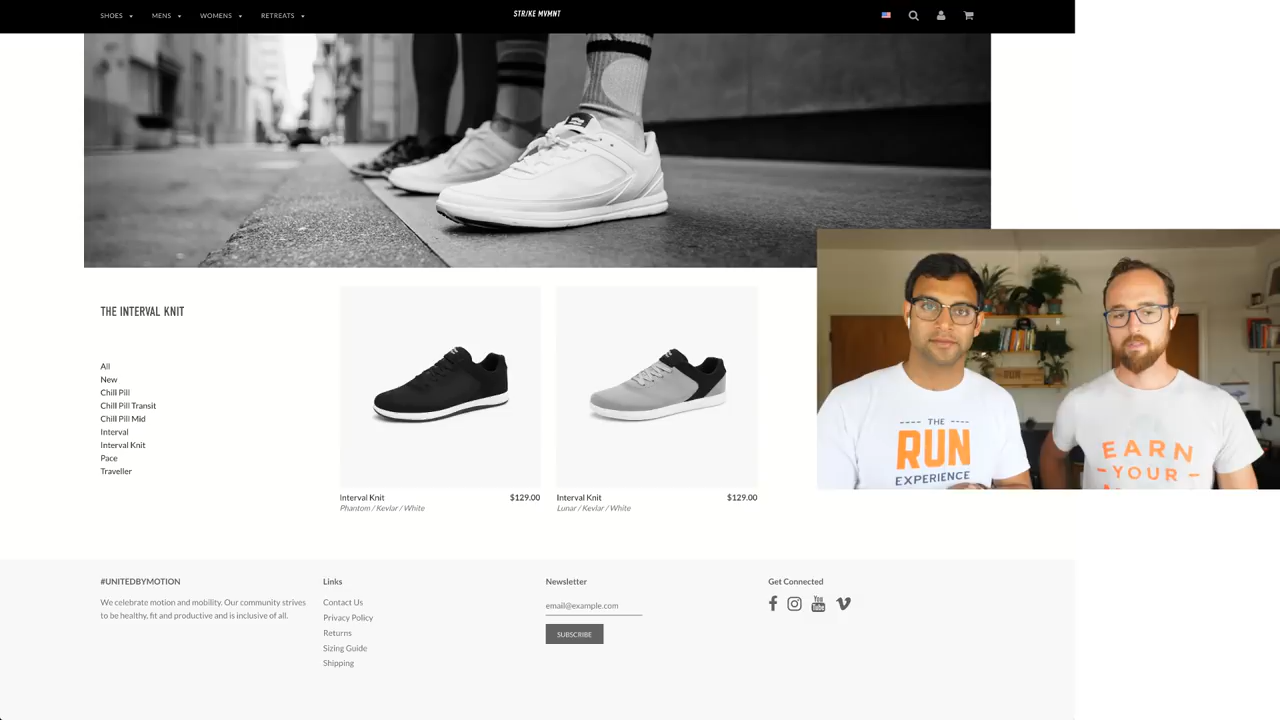 SHOES MENS WOMENS RETREATS
STR/KE MVMNT
THE INTERVAL KNIT
All
New
Chill Pill
Chill Pill Transit
Chill Pill Mid
Interval
Interval Knit
Pace
Traveller
Interval Knit $129.00
Phantom / Kevlar / White
Interval Knit $129.00
Lunar / Kevlar / White
THE
RUN
EXPERIENCE
EARN
-YOUR-
#UNITEDBYMOTION
We celebrate motion and mobility. Our community strives
to be healthy, fit and productive and is inclusive of all.
Links
Contact Us
Privacy Policy
Returns
Sizing Guide
Shipping
Newsletter
email@example.com
SUBSCRIBE
Get Connected
You
Tube